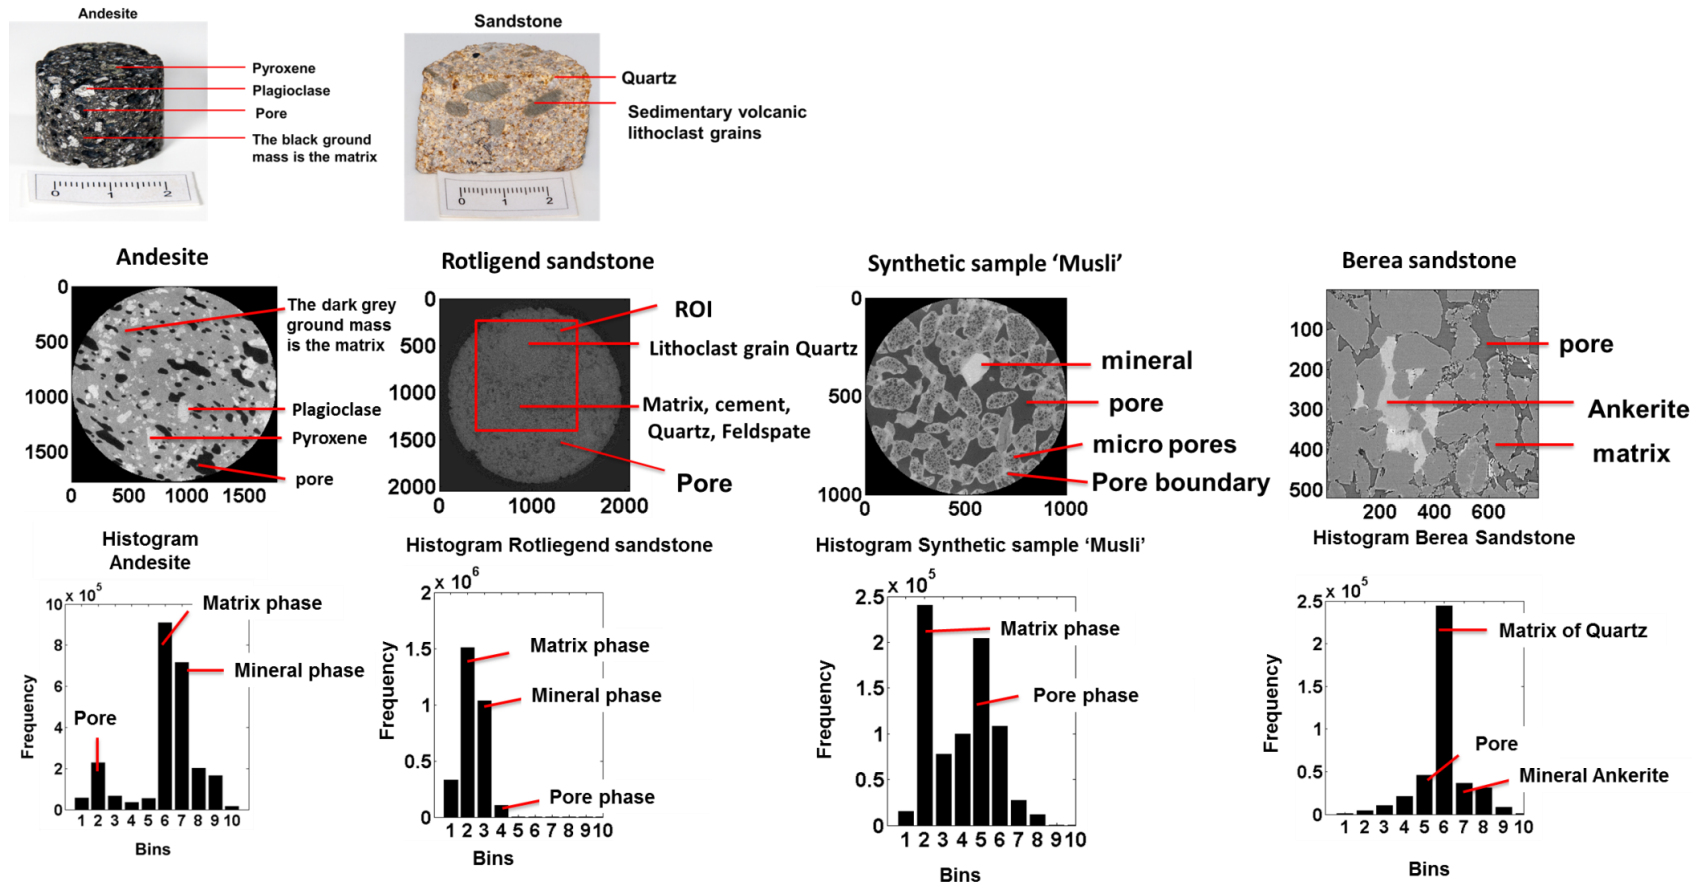 Andesite
Pyroxene
Plagioclase
Pore
The black ground
mass is the matrix
0 1 2
Sandstone
Quartz
Sedimentary volcanic
lithoclast grains
0 1 2
Andesite
0
500
1000
1500
0 500 1000 1500
The dark grey
ground mass
is the matrix
Plagioclase
Pyroxene
pore
Rotligend sandstone
0
500
1000
1500
2000
0 1000 2000
ROI
Lithoclast grain Quartz
Matrix, cement,
Quartz, Feldspate
Pore
Synthetic sample ‘Musli’
0
500
1000
0 500 1000
mineral
pore
micro pores
Pore boundary
Berea sandstone
100
200
300
400
500
200 400 600
pore
Ankerite
matrix
Histogram
Andesite
10 x 10⁵
8
6
4
2
0
Frequency
1 2 3 4 5 6 7 8 9 10
Bins
Matrix phase
Mineral phase
Pore
Histogram Rotliegend sandstone
2 x 10⁶
1.5
1
0.5
0
Frequency
1 2 3 4 5 6 7 8 9 10
Bins
Matrix phase
Mineral phase
Pore phase
Histogram Synthetic sample ‘Musli’
2.5 x 10⁵
2
1.5
1
0.5
0
Frequency
1 2 3 4 5 6 7 8 9 10
Bins
Matrix phase
Pore phase
Histogram Berea Sandstone
2.5 x 10⁵
2
1.5
1
0.5
0
Frequency
1 2 3 4 5 6 7 8 9 10
Bins
Matrix of Quartz
Pore
Mineral Ankerite